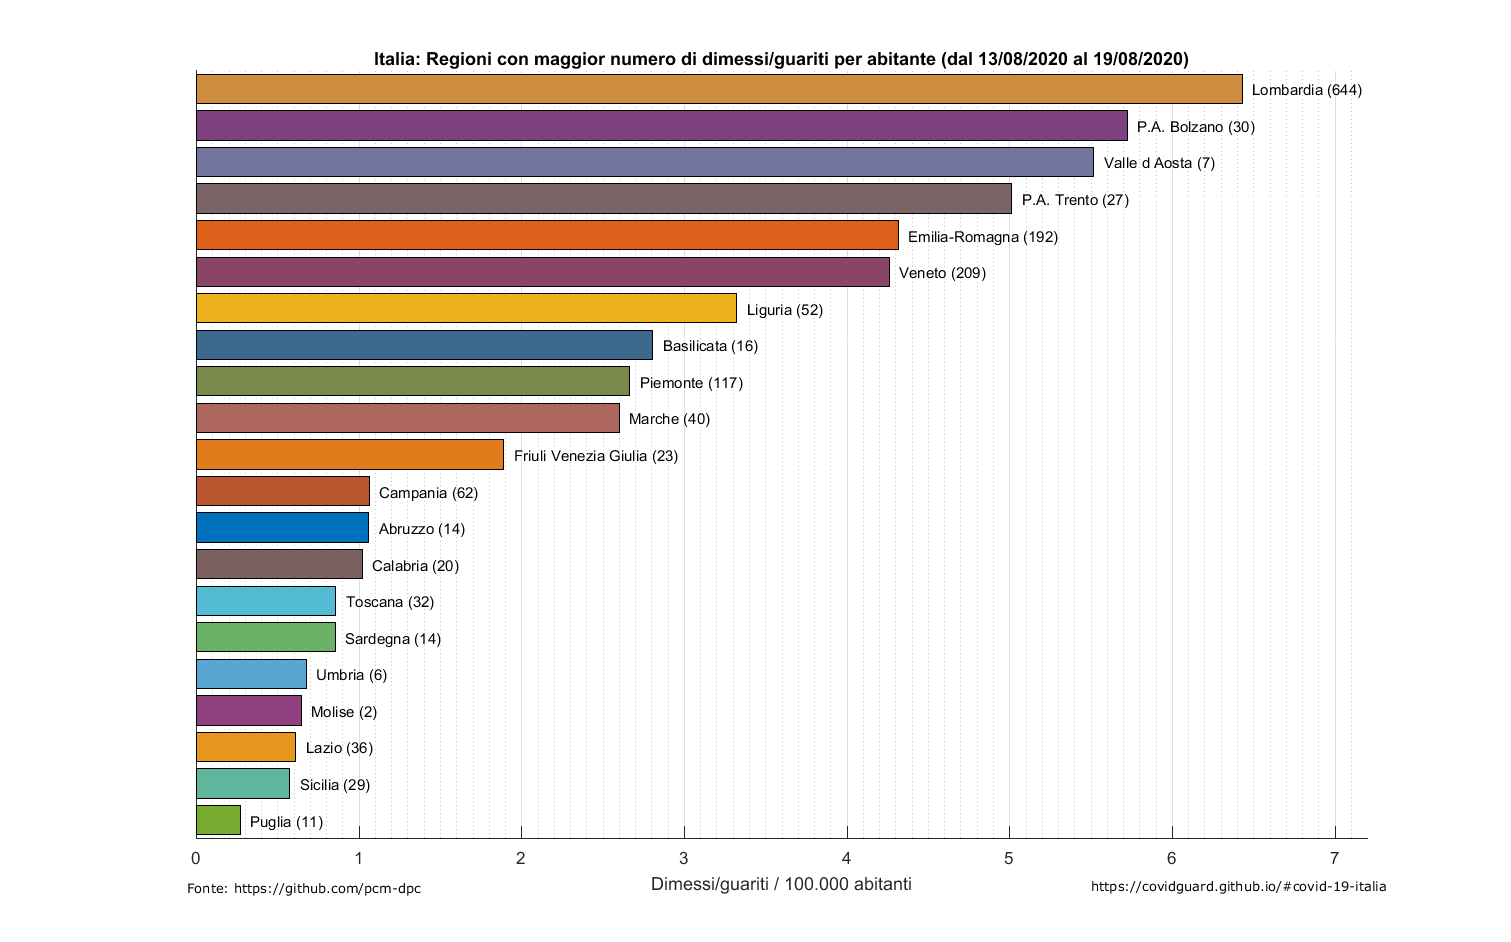 Italia: Regioni con maggior numero di dimessi/guariti per abitante (dal 13/08/2020 al 19/08/2020)
Lombardia (644)
P.A. Bolzano (30)
Valle d Aosta (7)
P.A. Trento (27)
Emilia-Romagna (192)
Veneto (209)
Liguria (52)
Basilicata (16)
Piemonte (117)
Marche (40)
Friuli Venezia Giulia (23)
Campania (62)
Abruzzo (14)
Calabria (20)
Toscana (32)
Sardegna (14)
Umbria (6)
Molise (2)
Lazio (36)
Sicilia (29)
Puglia (11)
0 1 2 3 4 5 6 7
Dimessi/guariti / 100.000 abitanti
Fonte: https://github.com/pcm-dpc
https://covidguard.github.io/#covid-19-italia